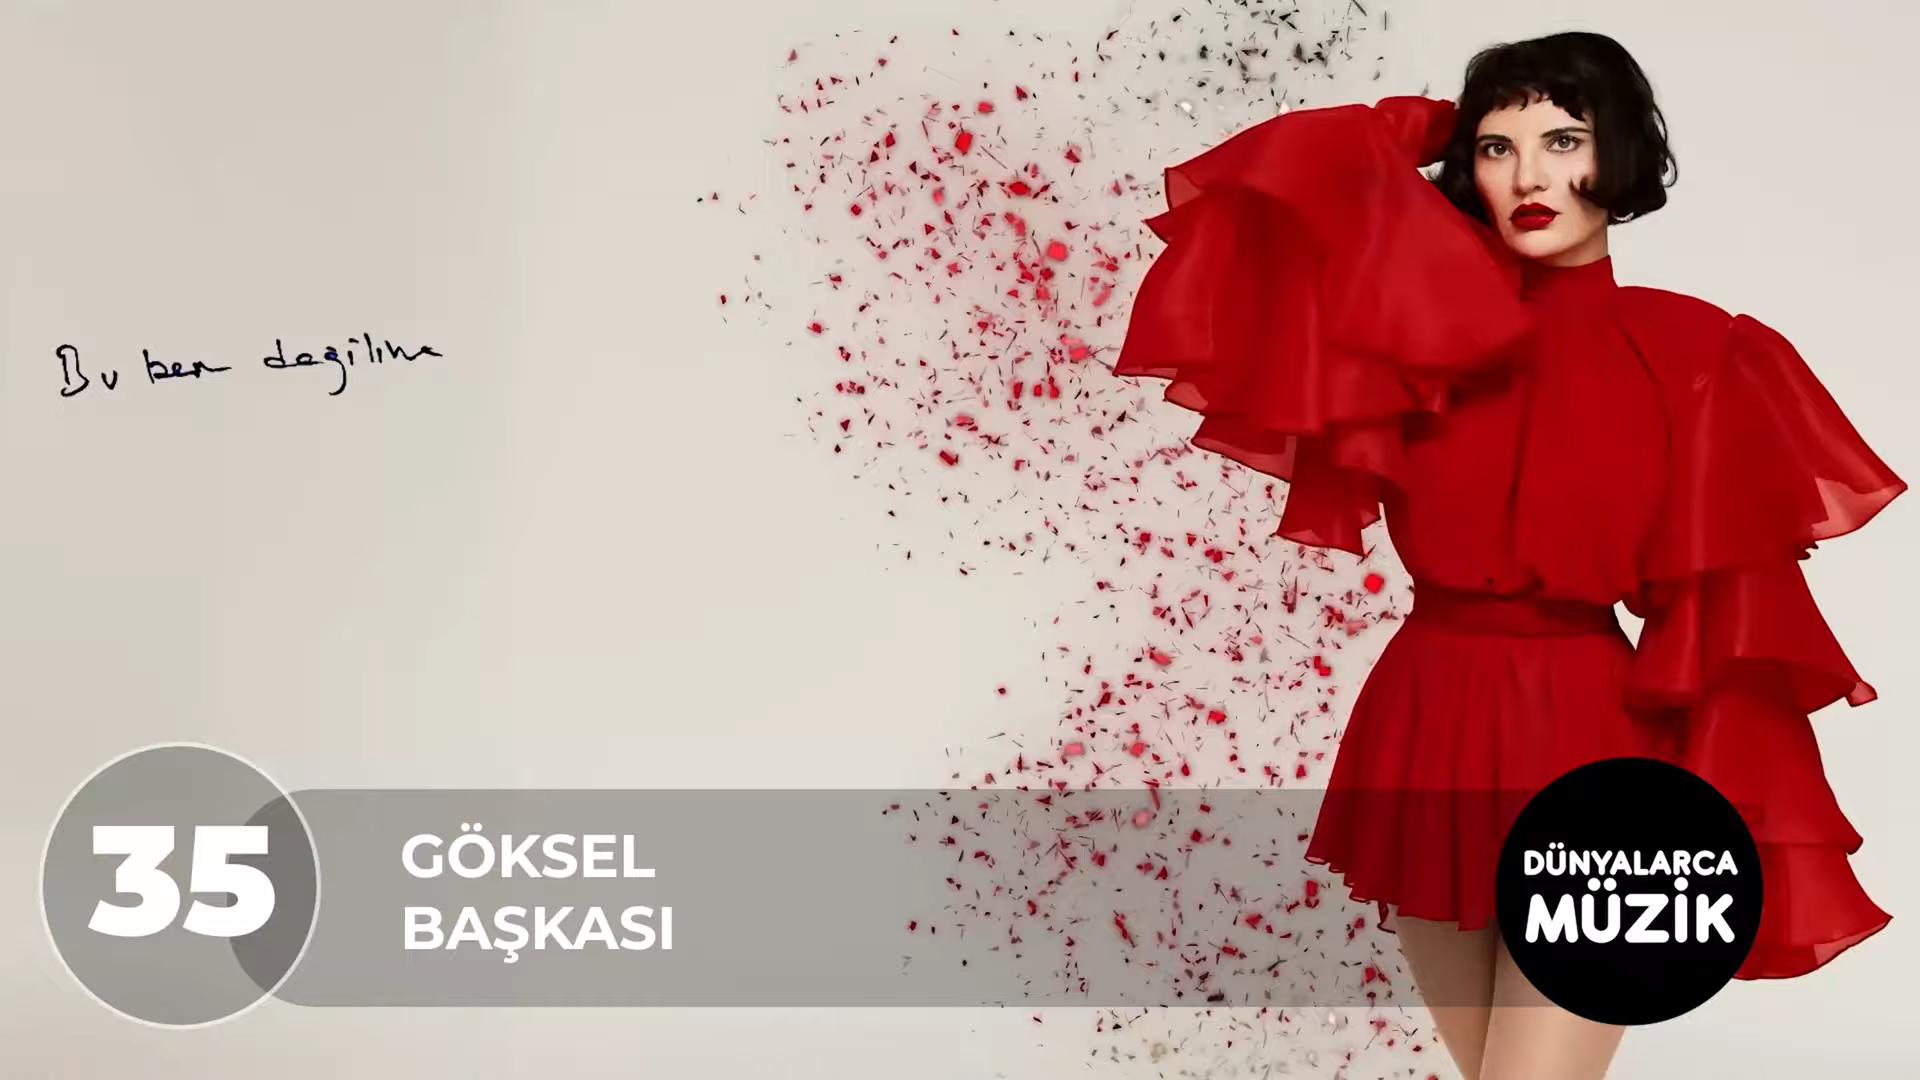 Bu ben değilim
35
GÖKSEL
BAŞKASI
DÜNYALARCA
MÜZİK